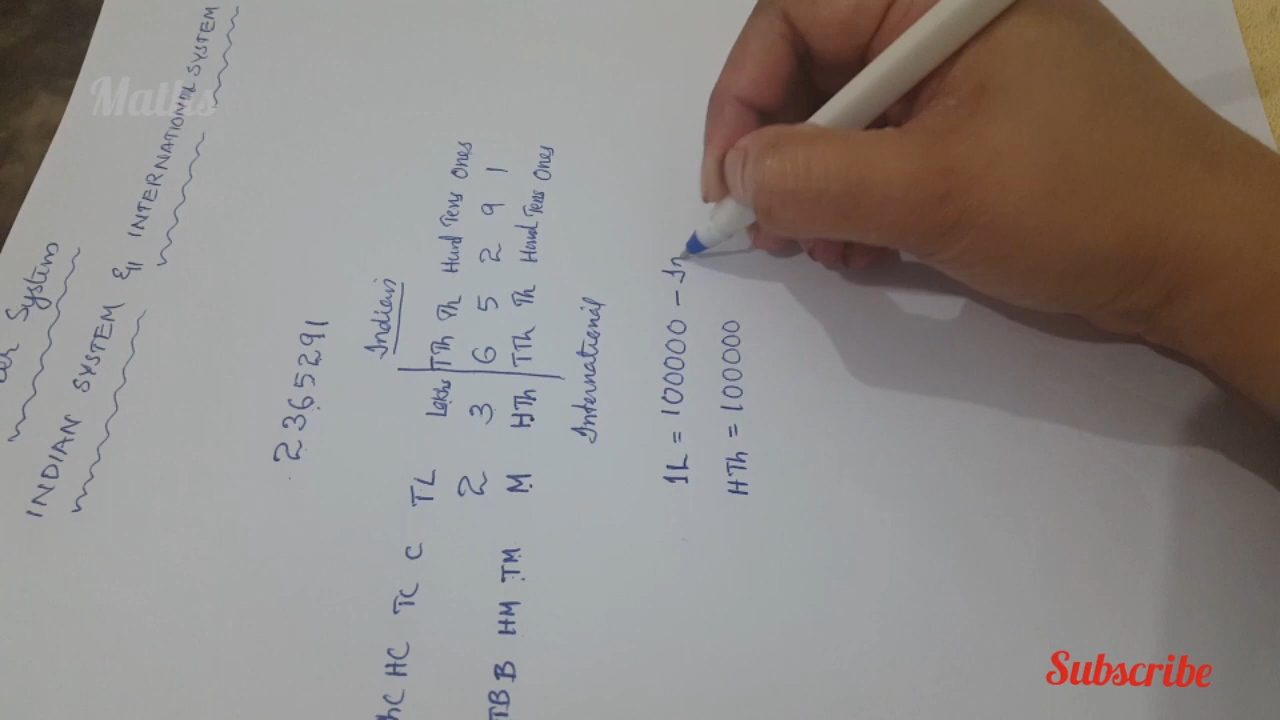 System
INDIAN SYSTEM & INTERNATIONAL SYSTEM
2365291
Indian
HC TC C TL Lakhs TTh Th Hund Tens Ones
2 3 6 5 2 9 1
TB B HM TM M HTh TTh Th Hund Tens Ones
International
1L = 100000 - In
HTh = 100000
Maths
Subscribe